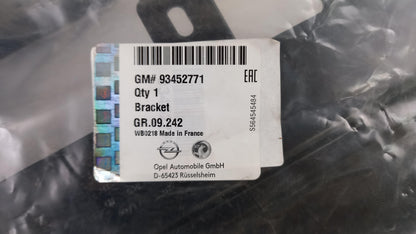 GM# 93452771
Qty 1
Bracket
GR.09.242
WB0218 Made in France
Opel Automobile GmbH
D-65423 Rüsselsheim
EAC
S564545484